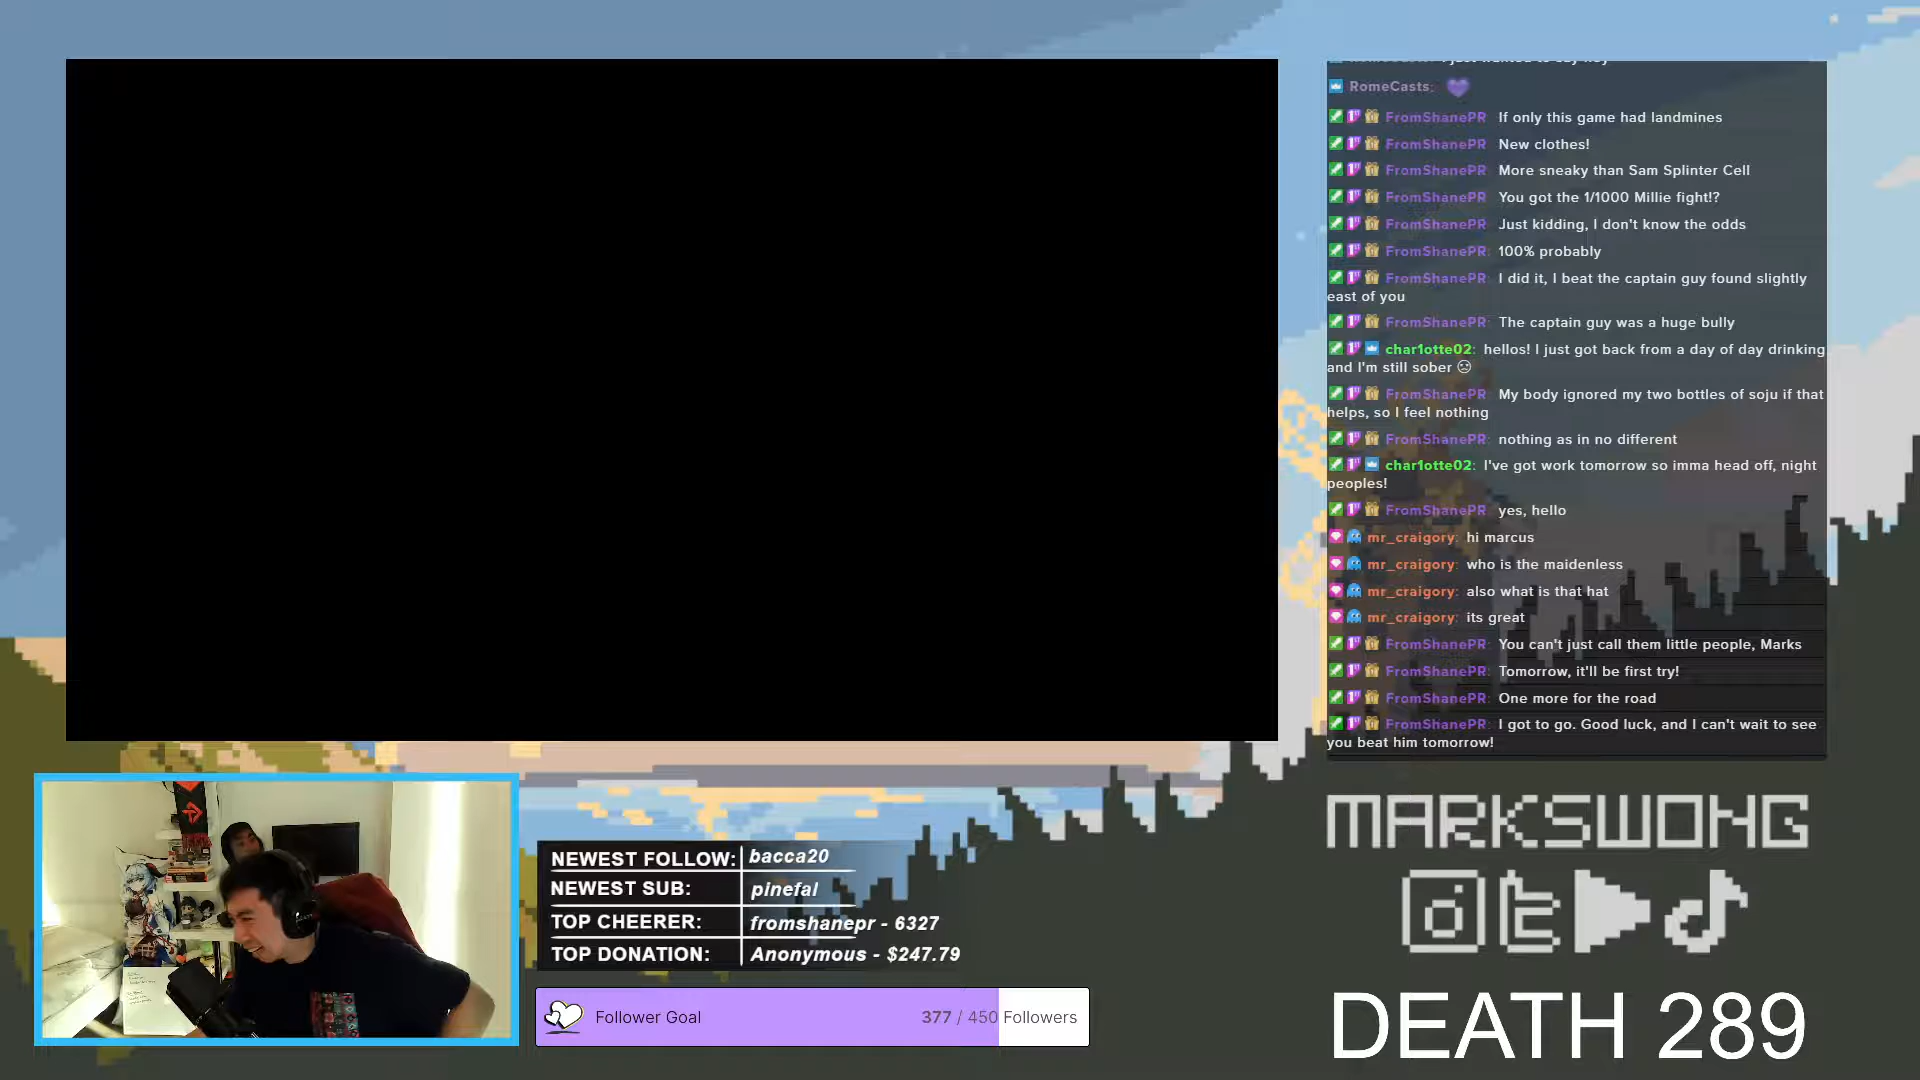 RomeCasts:
FromShanePR: If only this game had landmines
FromShanePR: New clothes!
FromShanePR: More sneaky than Sam Splinter Cell
FromShanePR: You got the 1/1000 Millie fight!?
FromShanePR: Just kidding, I don't know the odds
FromShanePR: 100% probably
FromShanePR: I did it, I beat the captain guy found slightly
east of you
FromShanePR: The captain guy was a huge bully
char1otte02: hellos! I just got back from a day of day drinking
and I'm still sober
FromShanePR: My body ignored my two bottles of soju if that
helps, so I feel nothing
FromShanePR: nothing as in no different
char1otte02: I've got work tomorrow so imma head off, night
peoples!
FromShanePR: yes, hello
mr_craigory: hi marcus
mr_craigory: who is the maidenless
mr_craigory: also what is that hat
mr_craigory: its great
FromShanePR: You can't just call them little people, Marks
FromShanePR: Tomorrow, it'll be first try!
FromShanePR: One more for the road
FromShanePR: I got to go. Good luck, and I can't wait to see
you beat him tomorrow!
MARKSWONG
NEWEST FOLLOW: bacca20
NEWEST SUB: pinefal
TOP CHEERER: fromshanepr - 6327
TOP DONATION: Anonymous - $247.79
Follower Goal 377 / 450 Followers
DEATH 289